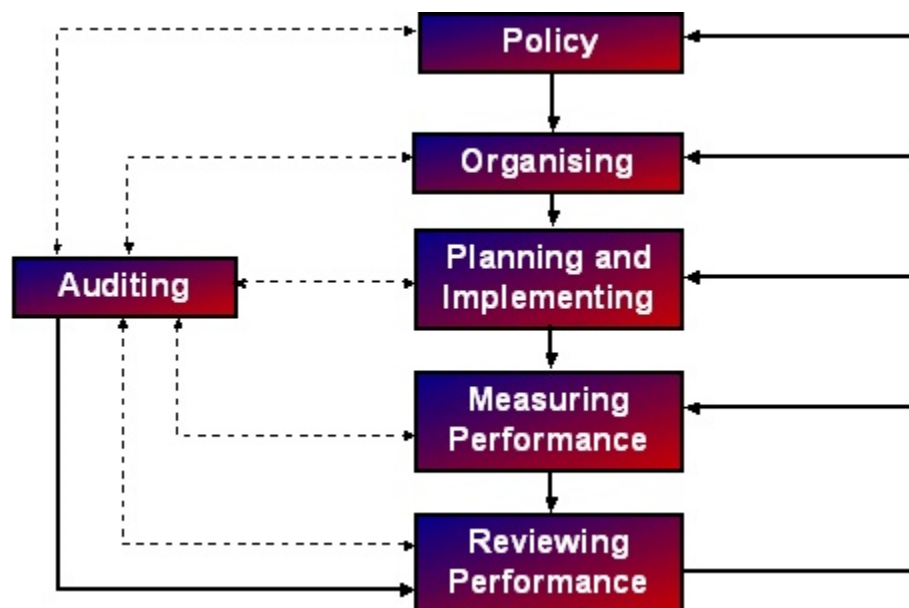 Policy
Organising
Planning and
Implementing
Auditing
Measuring
Performance
Reviewing
Performance